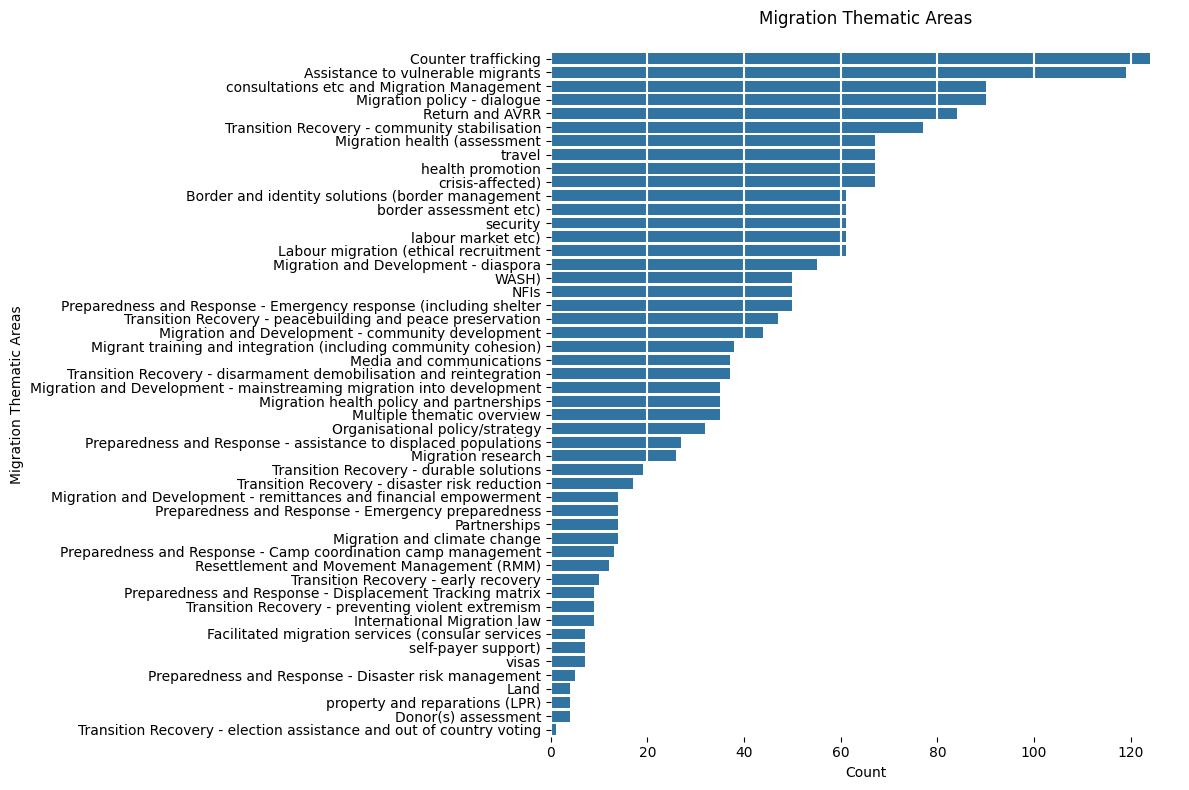 Migration Thematic Areas
Counter trafficking
Assistance to vulnerable migrants
consultations etc and Migration Management
Migration policy - dialogue
Return and AVRR
Transition Recovery - community stabilisation
Migration health (assessment
travel
health promotion
crisis-affected)
Border and identity solutions (border management
border assessment etc)
security
labour market etc)
Labour migration (ethical recruitment
Migration and Development - diaspora
WASH)
NFIs
Preparedness and Response - Emergency response (including shelter
Transition Recovery - peacebuilding and peace preservation
Migration and Development - community development
Migrant training and integration (including community cohesion)
Media and communications
Transition Recovery - disarmament demobilisation and reintegration
Migration and Development - mainstreaming migration into development
Migration health policy and partnerships
Multiple thematic overview
Organisational policy/strategy
Preparedness and Response - assistance to displaced populations
Migration research
Transition Recovery - durable solutions
Transition Recovery - disaster risk reduction
Migration and Development - remittances and financial empowerment
Preparedness and Response - Emergency preparedness
Partnerships
Migration and climate change
Preparedness and Response - Camp coordination camp management
Resettlement and Movement Management (RMM)
Transition Recovery - early recovery
Preparedness and Response - Displacement Tracking matrix
Transition Recovery - preventing violent extremism
International Migration law
Facilitated migration services (consular services
self-payer support)
visas
Preparedness and Response - Disaster risk management
Land
property and reparations (LPR)
Donor(s) assessment
Transition Recovery - election assistance and out of country voting
Migration Thematic Areas
0 20 40 60 80 100 120
Count